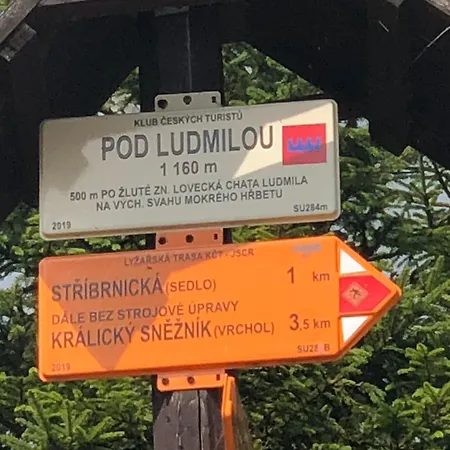 KLUB ČESKÝCH TURISTŮ
POD LUDMILOU
1 160 m
500 m PO ŽLUTÉ ZN. LOVECKÁ CHATA LUDMILA
NA VÝCH. SVAHU MOKRÉHO HŘBETU
2019 SU284m
LYŽAŘSKÁ TRASA KČT - JSCR
STŘÍBRNICKÁ (SEDLO) 1 km
DÁLE BEZ STROJOVÉ ÚPRAVY
KRÁLICKÝ SNĚŽNÍK (VRCHOL) 3,5 km
2019